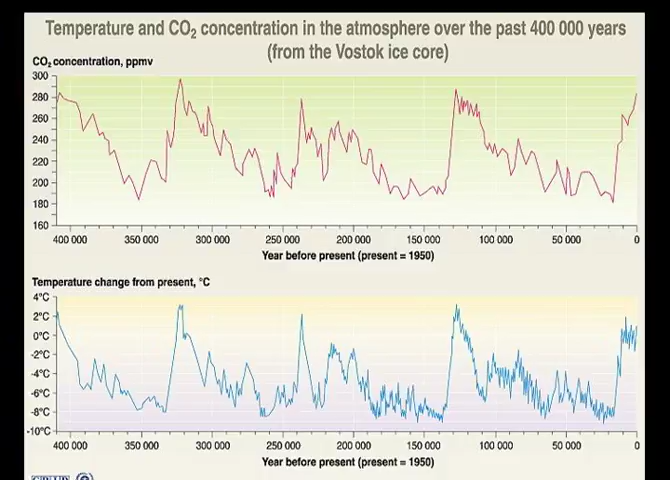 Temperature and CO₂ concentration in the atmosphere over the past 400 000 years
(from the Vostok ice core)
CO₂ concentration, ppmv
300
280
260
240
220
200
180
160
400 000 350 000 300 000 250 000 200 000 150 000 100 000 50 000 0
Year before present (present = 1950)
Temperature change from present, °C
4°C
2°C
0°C
-2°C
-4°C
-6°C
-8°C
-10°C
400 000 350 000 300 000 250 000 200 000 150 000 100 000 50 000 0
Year before present (present = 1950)